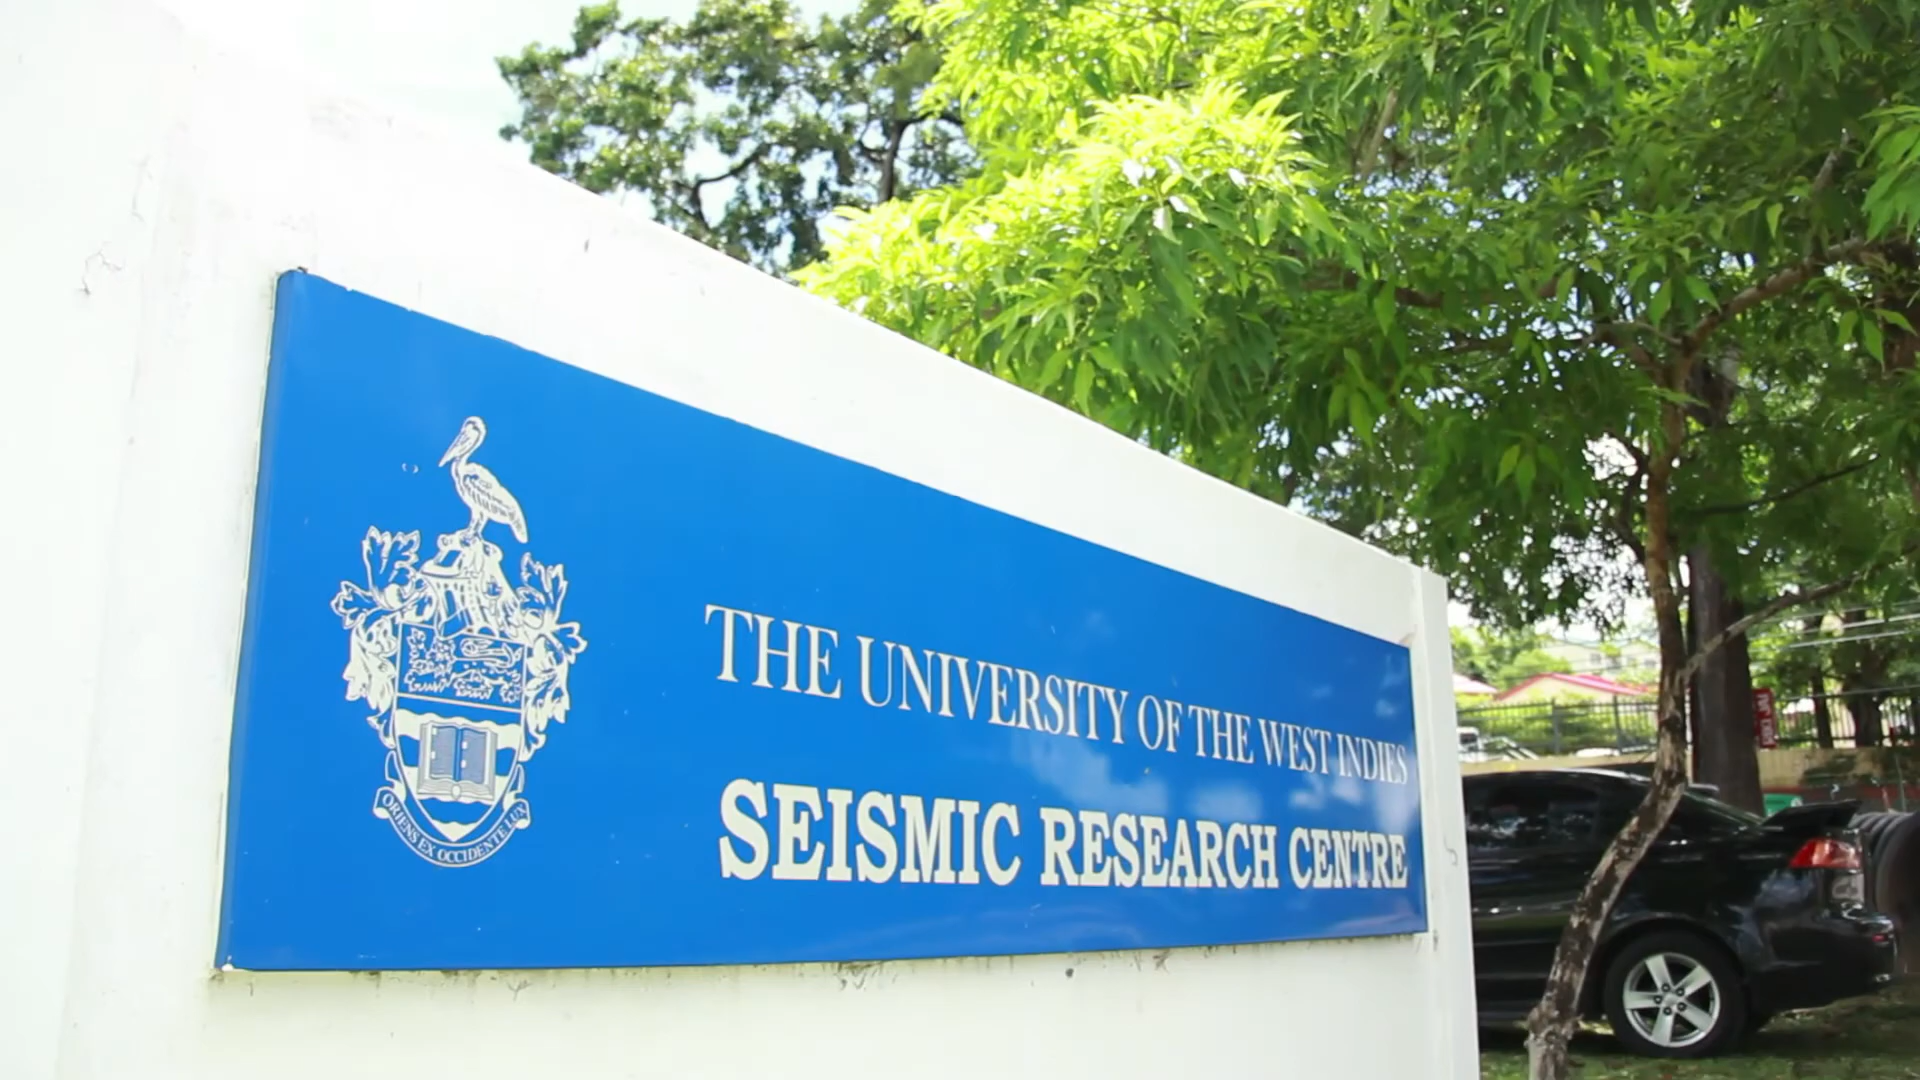 THE UNIVERSITY OF THE WEST INDIES
SEISMIC RESEARCH CENTRE
ORIENS EX OCCIDENTE LUX